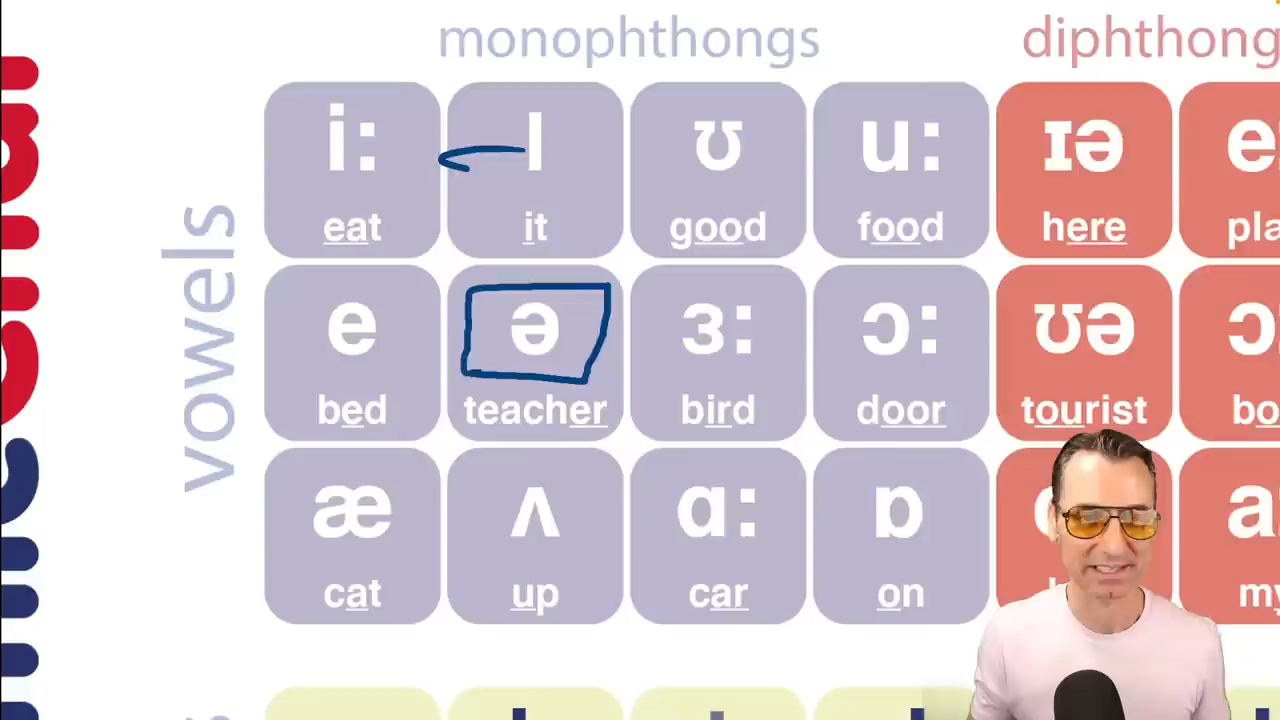 monophthongs diphthong
vowels
i: I ʊ u: ɪə
eat it good food here
e ə ɜ: ɔ: ʊə
bed teacher bird door tourist
æ ʌ ɑ: ɒ
cat up car on my